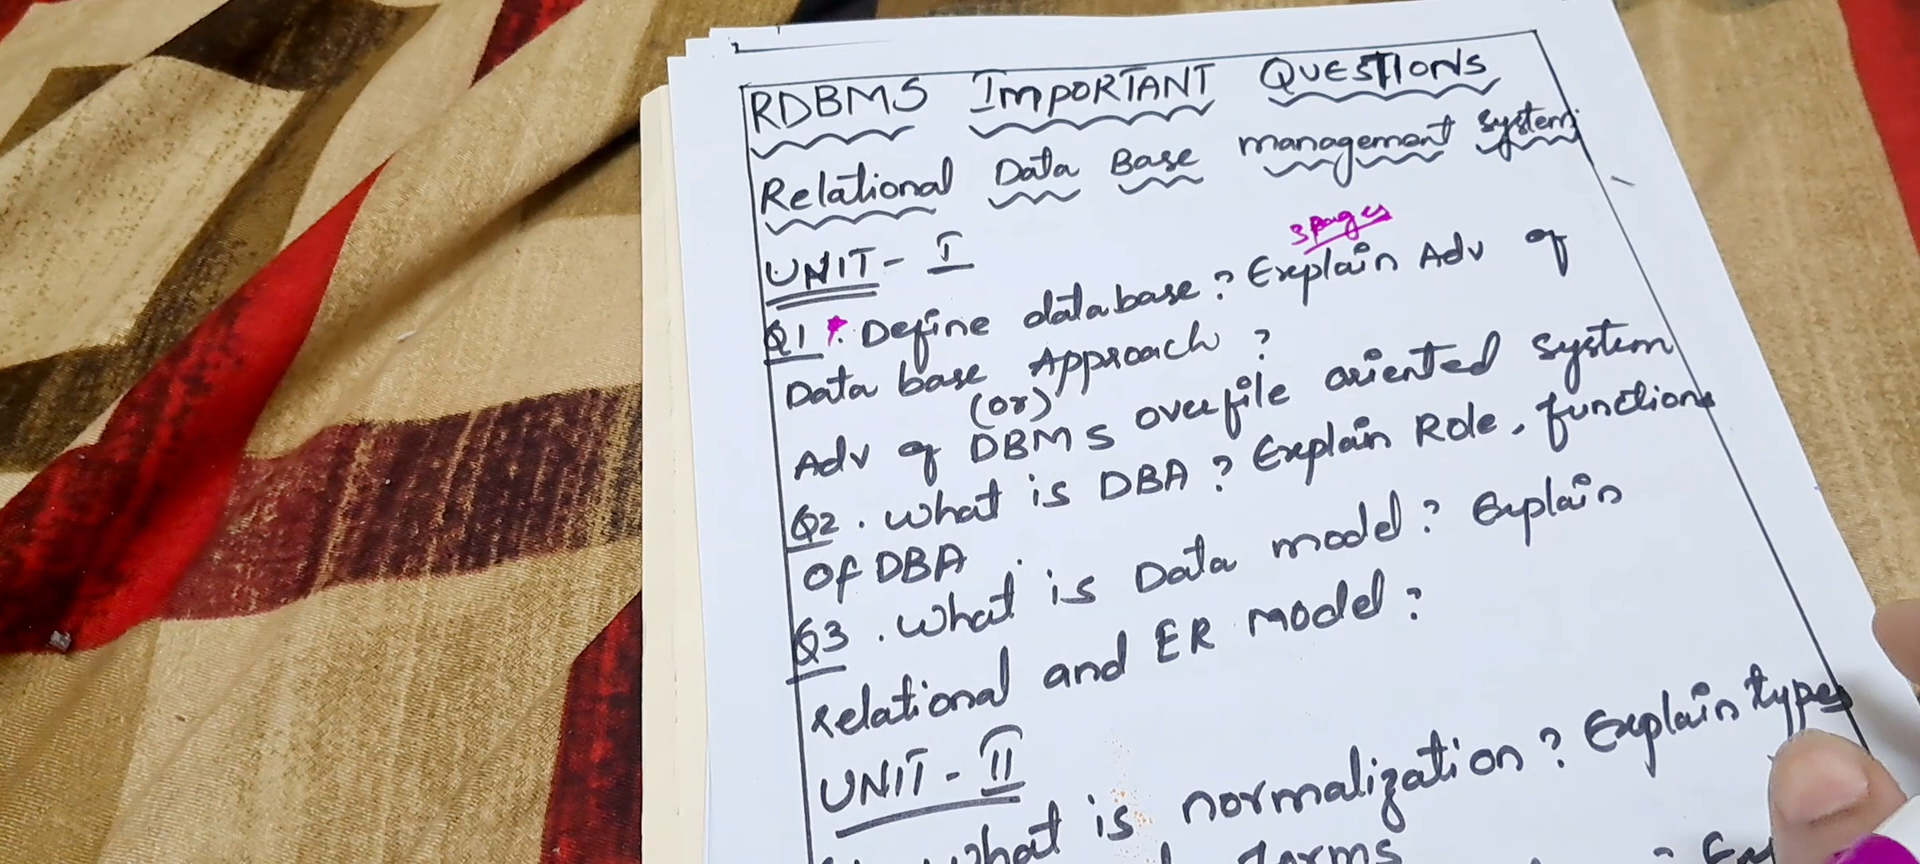 RDBMS IMPORTANT QUESTIONS
Relational Data Base management system
UNIT - I
3 pages
Q1 . Define database? Explain Adv of
Data base Approach ?
(or)
Adv of DBMS over file oriented system
Q2 . what is DBA ? Explain Role, functions
of DBA
Q3 . what is Data model? Explain
relational and ER model?
UNIT - II
what is normalization? Explain types